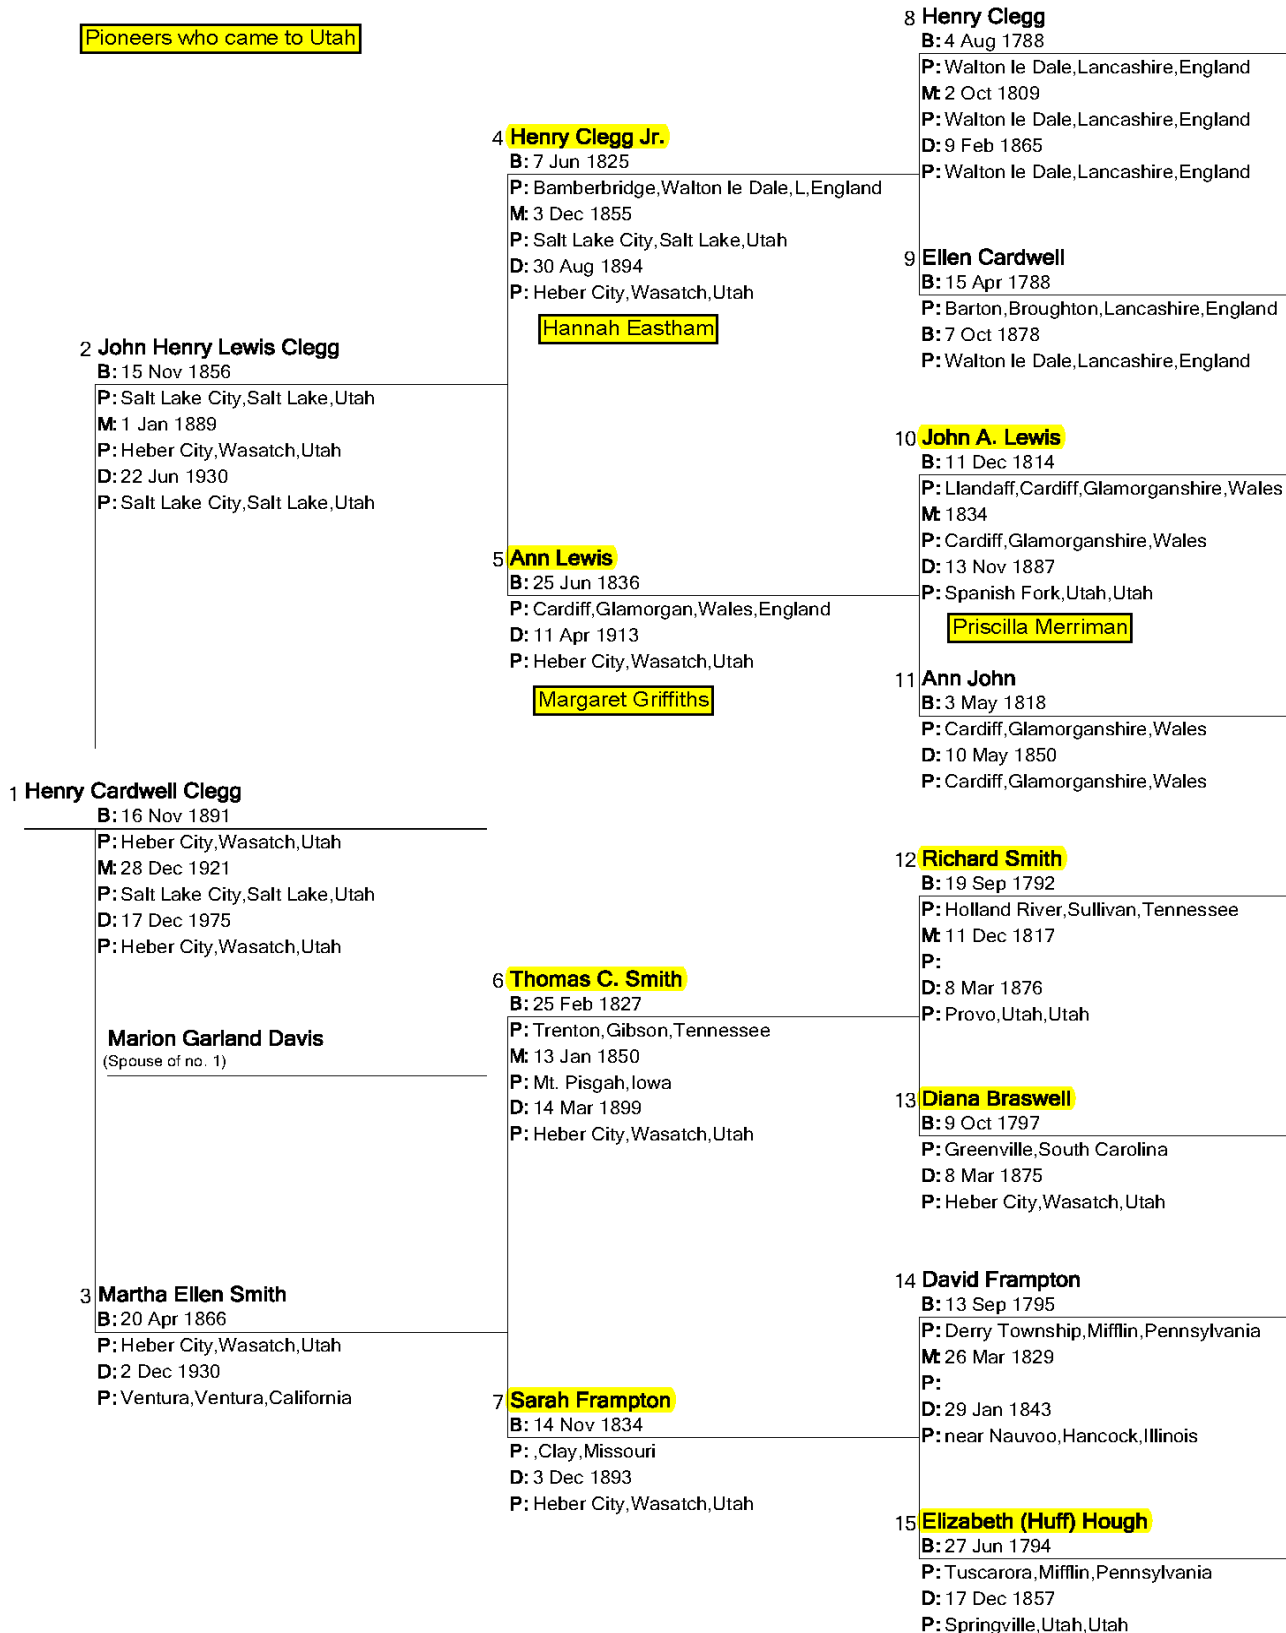 Pioneers who came to Utah
8 Henry Clegg
B: 4 Aug 1788
P: Walton le Dale,Lancashire,England
M: 2 Oct 1809
P: Walton le Dale,Lancashire,England
D: 9 Feb 1865
P: Walton le Dale,Lancashire,England
4 Henry Clegg Jr.
B: 7 Jun 1825
P: Bamberbridge,Walton le Dale,L,England
M: 3 Dec 1855
P: Salt Lake City,Salt Lake,Utah
D: 30 Aug 1894
P: Heber City,Wasatch,Utah
Hannah Eastham
9 Ellen Cardwell
B: 15 Apr 1788
P: Barton,Broughton,Lancashire,England
B: 7 Oct 1878
P: Walton le Dale,Lancashire,England
2 John Henry Lewis Clegg
B: 15 Nov 1856
P: Salt Lake City,Salt Lake,Utah
M: 1 Jan 1889
P: Heber City,Wasatch,Utah
D: 22 Jun 1930
P: Salt Lake City,Salt Lake,Utah
10 John A. Lewis
B: 11 Dec 1814
P: Llandaff,Cardiff,Glamorganshire,Wales
M: 1834
P: Cardiff,Glamorganshire,Wales
D: 13 Nov 1887
P: Spanish Fork,Utah,Utah
Priscilla Merriman
5 Ann Lewis
B: 25 Jun 1836
P: Cardiff,Glamorgan,Wales,England
D: 11 Apr 1913
P: Heber City,Wasatch,Utah
Margaret Griffiths
11 Ann John
B: 3 May 1818
P: Cardiff,Glamorganshire,Wales
D: 10 May 1850
P: Cardiff,Glamorganshire,Wales
1 Henry Cardwell Clegg
B: 16 Nov 1891
P: Heber City,Wasatch,Utah
M: 28 Dec 1921
P: Salt Lake City,Salt Lake,Utah
D: 17 Dec 1975
P: Heber City,Wasatch,Utah
Marion Garland Davis
(Spouse of no. 1)
12 Richard Smith
B: 19 Sep 1792
P: Holland River,Sullivan,Tennessee
M: 11 Dec 1817
P:
D: 8 Mar 1876
P: Provo,Utah,Utah
6 Thomas C. Smith
B: 25 Feb 1827
P: Trenton,Gibson,Tennessee
M: 13 Jan 1850
P: Mt. Pisgah,Iowa
D: 14 Mar 1899
P: Heber City,Wasatch,Utah
13 Diana Braswell
B: 9 Oct 1797
P: Greenville,South Carolina
D: 8 Mar 1875
P: Heber City,Wasatch,Utah
3 Martha Ellen Smith
B: 20 Apr 1866
P: Heber City,Wasatch,Utah
D: 2 Dec 1930
P: Ventura,Ventura,California
14 David Frampton
B: 13 Sep 1795
P: Derry Township,Mifflin,Pennsylvania
M: 26 Mar 1829
P:
D: 29 Jan 1843
P: near Nauvoo,Hancock,Illinois
7 Sarah Frampton
B: 14 Nov 1834
P: ,Clay,Missouri
D: 3 Dec 1893
P: Heber City,Wasatch,Utah
15 Elizabeth (Huff) Hough
B: 27 Jun 1794
P: Tuscarora,Mifflin,Pennsylvania
D: 17 Dec 1857
P: Springville,Utah,Utah